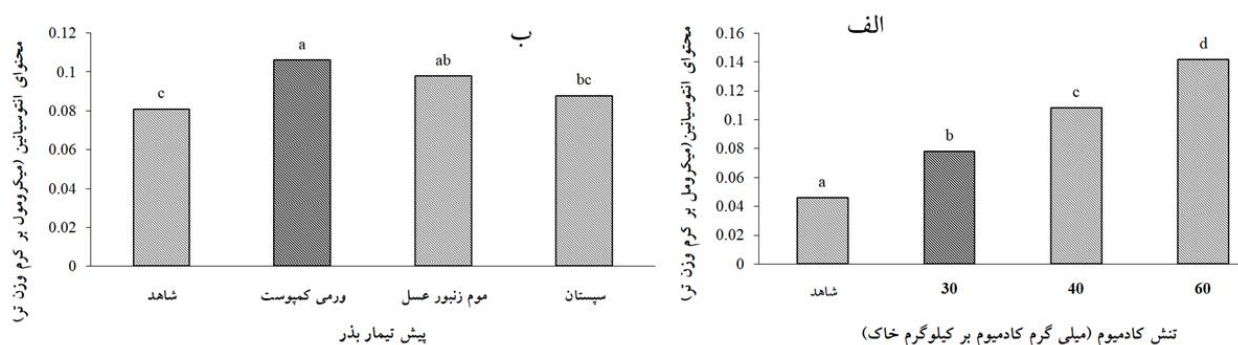 الف
محتوای انتوسیانین(میکرومل بر کرم وزن تر)
0.16
0.14
0.12
0.1
0.08
0.06
0.04
0.02
0
a
b
c
d
شاهد
30
40
60
تنش کادمیوم (میلی گرم کادمیوم بر کیلوگرم خاک)
ب
محتوای انتوسیانین (میکرومول بر کرم وزن تر)
0.12
0.1
0.08
0.06
0.04
0.02
0
c
a
ab
bc
شاهد
ورمی کمپوست
موم زنبور عسل
سپستان
پیش تیمار بذر